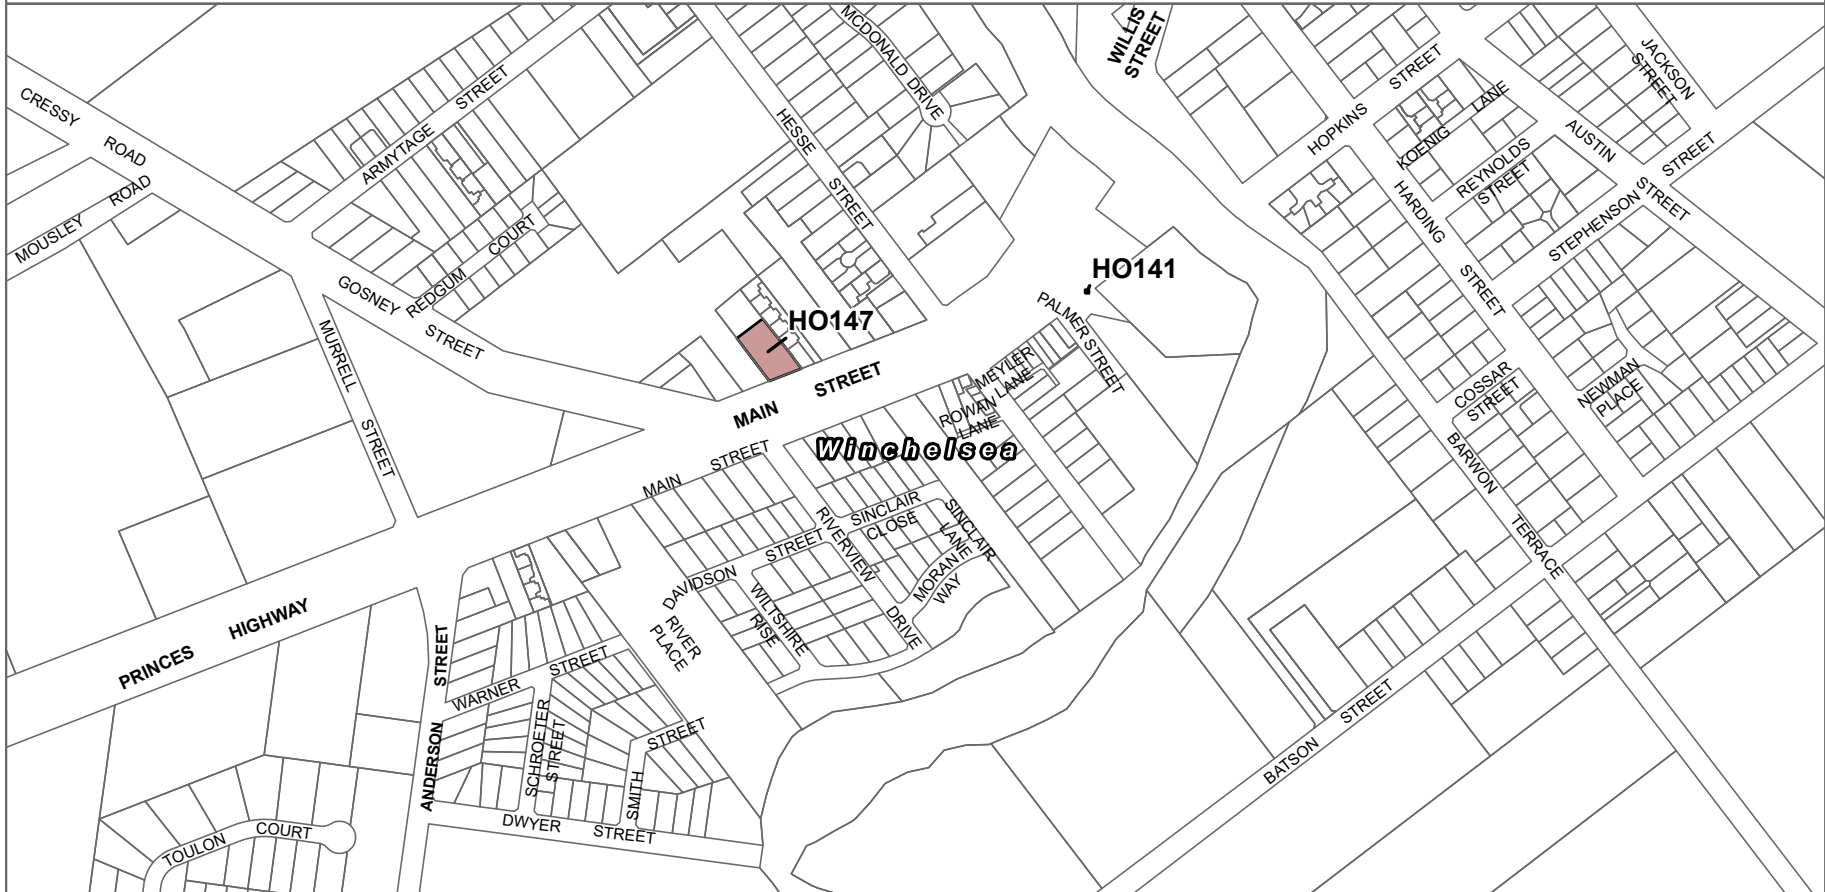 MCDONALD DRIVE
WILLIS
STREET
JACKSON
STREET
CRESSY
ROAD
ARMYTAGE
STREET
HESSE
STREET
HOPKINS
STREET
KOENIG
LANE
AUSTIN
STREET
REYNOLDS
STREET
STEPHENSON
STREET
HARDING
STREET
MOUSLEY
ROAD
REDGUM
COURT
GOSNEY
STREET
MURRELL
STREET
HO141
HO147
PALMER STREET
MAIN
STREET
MEYLER
LANE
ROWAN
LANE
COSSAR
STREET
NEWMAN
PLACE
Winchelsea
BARWON
TERRACE
MAIN
STREET
SINCLAIR
CLOSE
SINCLAIR
LANE
RIVERVIEW
DRIVE
DAVIDSON
STREET
MORAN
WAY
WILTSHIRE
RISE
RIVER
PLACE
PRINCES
HIGHWAY
ANDERSON
STREET
WARNER
STREET
SCHROETER
STREET
SMITH
STREET
BATSON
STREET
DWYER
STREET
TOULON
COURT